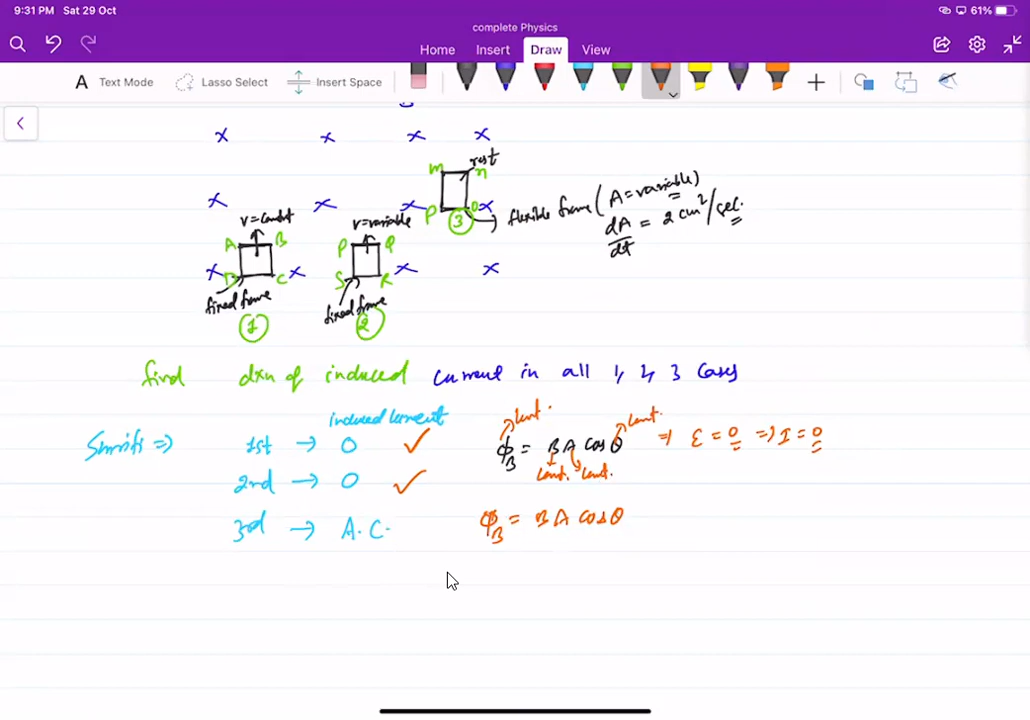 9:31 PM Sat 29 Oct 61%
complete Physics
Home Insert Draw View
A Text Mode Lasso Select Insert Space
x x x x
m rest n
x x P O x
③ flexible frame (A = variable)
dA/dt = 2 cm²/sec.
v = const v = variable
A B P Q
x D C x S R x x
fixed frame fixed frame
① ②
find dxn of induced current in all 1, 2, 3 cases
induced current
const. const.
1st → 0 ✓ ϕB = BA cos θ ⇒ ε = 0 ⇒ I = 0
const. const.
2nd → 0 ✓
3rd → A.C. ϕB = BA cosθ